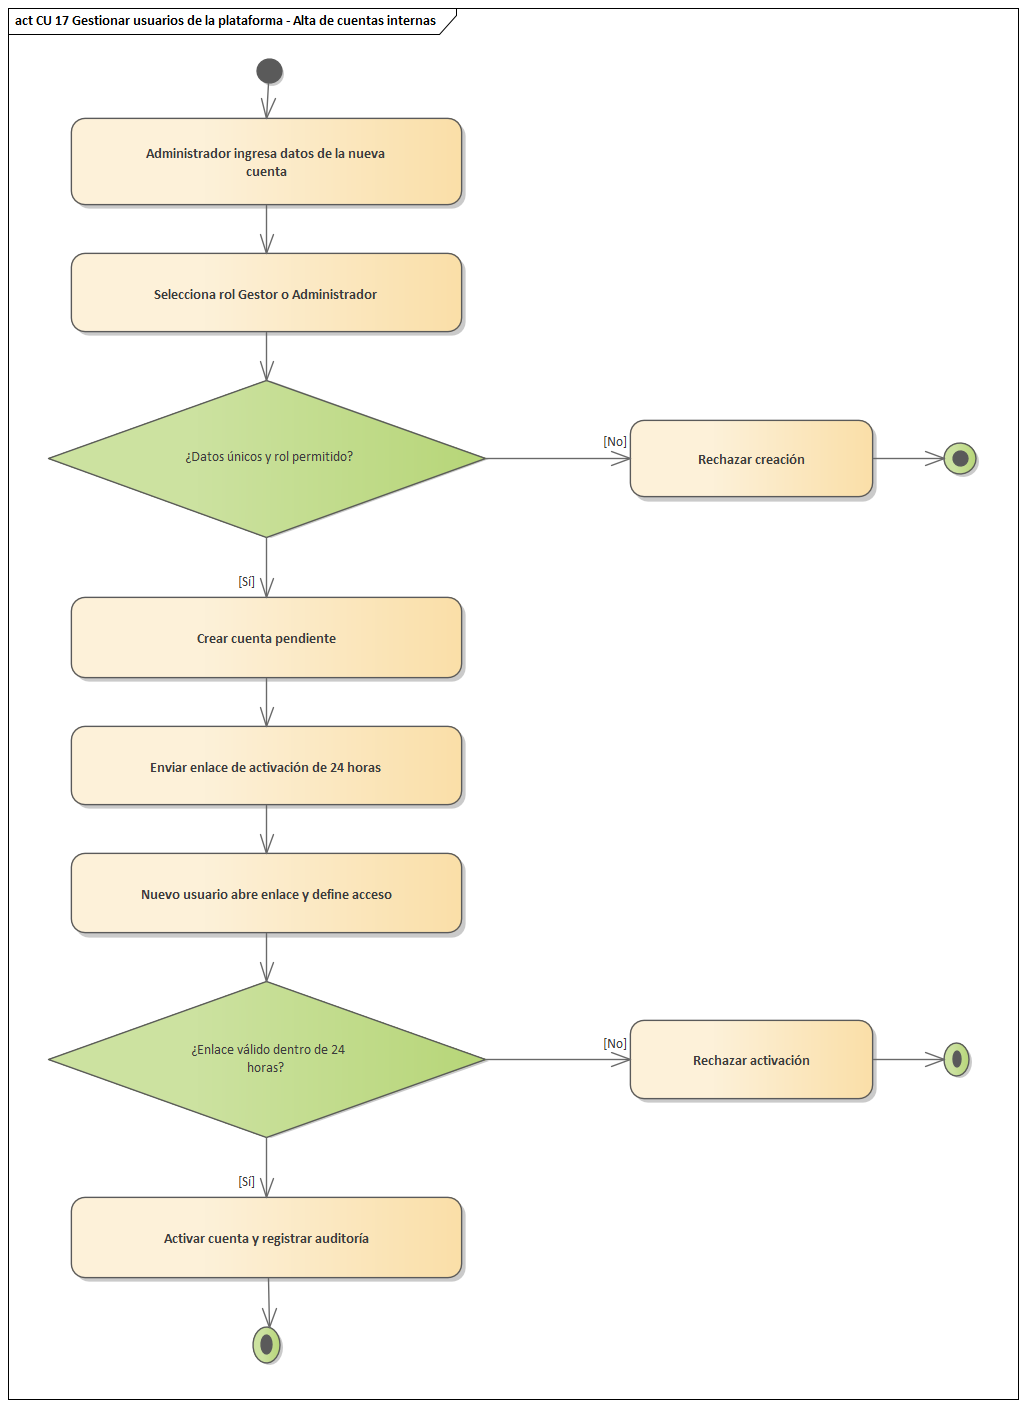 act CU 17 Gestionar usuarios de la plataforma - Alta de cuentas internas
Administrador ingresa datos de la nueva
cuenta
Selecciona rol Gestor o Administrador
¿Datos únicos y rol permitido?
[No]
Rechazar creación
[Sí]
Crear cuenta pendiente
Enviar enlace de activación de 24 horas
Nuevo usuario abre enlace y define acceso
¿Enlace válido dentro de 24
horas?
[No]
Rechazar activación
[Sí]
Activar cuenta y registrar auditoría